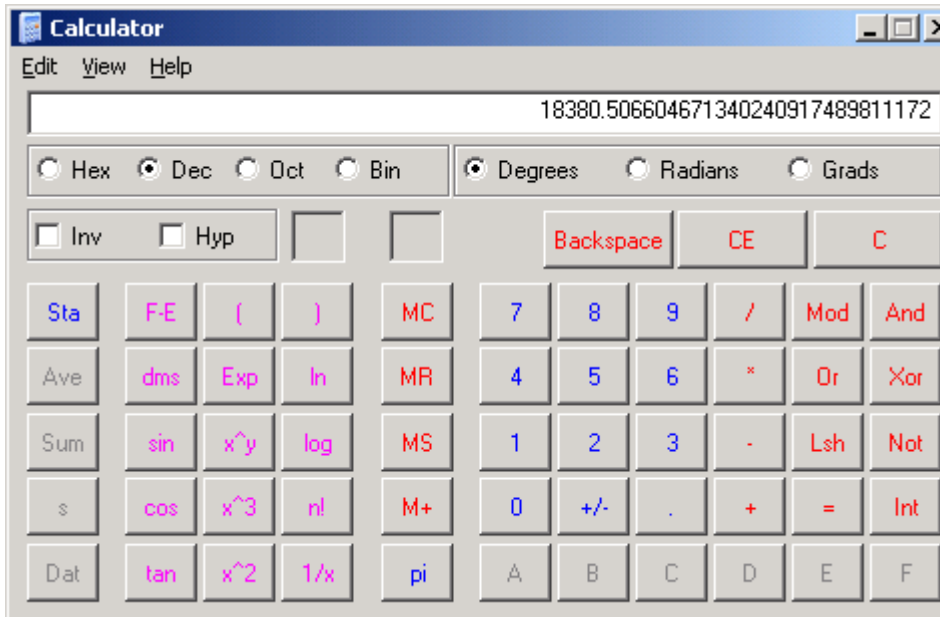 Calculator
Edit View Help
18380.506604671340240917489811172
Hex Dec Oct Bin Degrees Radians Grads
Inv Hyp Backspace CE C
Sta F-E ( ) MC 7 8 9 / Mod And
Ave dms Exp ln MR 4 5 6 * Or Xor
Sum sin x^y log MS 1 2 3 - Lsh Not
s cos x^3 n! M+ 0 +/- . + = Int
Dat tan x^2 1/x pi A B C D E F